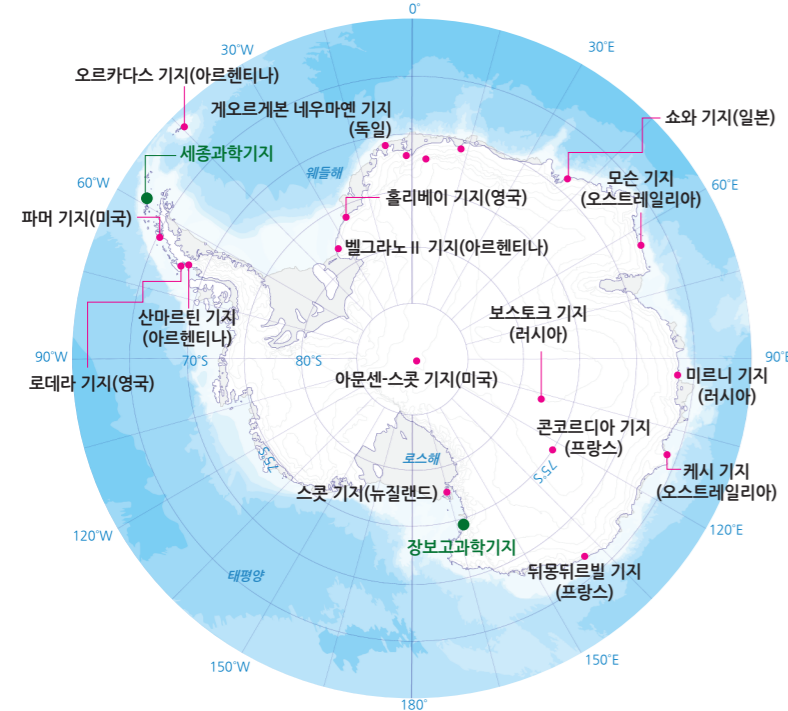 0°
30°W
30°E
오르카다스 기지(아르헨티나)
게오르게본 네우마옌 기지
(독일)
쇼와 기지(일본)
세종과학기지
웨들해
모슨 기지
(오스트레일리아)
60°W
60°E
홀리베이 기지(영국)
파머 기지(미국)
벨그라노Ⅱ 기지(아르헨티나)
산마르틴 기지
(아르헨티나)
보스토크 기지
(러시아)
90°W
70°S
80°S
90°E
로데라 기지(영국)
아문센-스콧 기지(미국)
미르니 기지
(러시아)
콘코르디아 기지
(프랑스)
로스해
75°S
75°S
케시 기지
(오스트레일리아)
스콧 기지(뉴질랜드)
120°W
120°E
장보고과학기지
태평양
뒤몽뒤르빌 기지
(프랑스)
150°W
150°E
180°